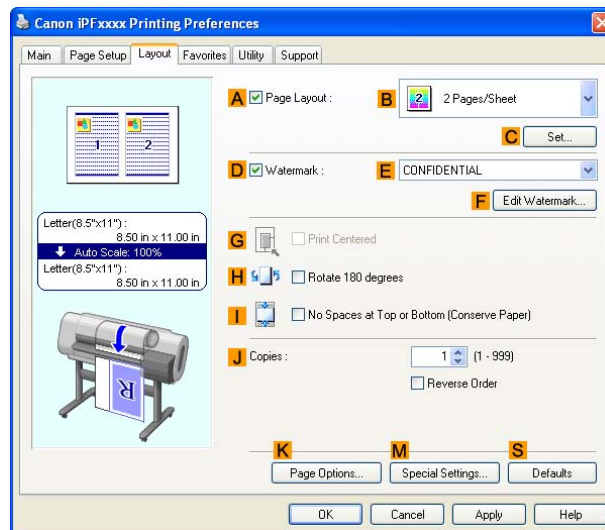 Canon iPFxxxx Printing Preferences
Main Page Setup Layout Favorites Utility Support
1 2
Letter(8.5"x11") :
8.50 in x 11.00 in
Auto Scale: 100%
Letter(8.5"x11") :
8.50 in x 11.00 in
R
A Page Layout : B 2 2 Pages/Sheet
C Set...
D Watermark : E CONFIDENTIAL
F Edit Watermark...
G Print Centered
H Rotate 180 degrees
I No Spaces at Top or Bottom (Conserve Paper)
J Copies : 1 (1 - 999)
Reverse Order
K M S
Page Options... Special Settings... Defaults
OK Cancel Apply Help